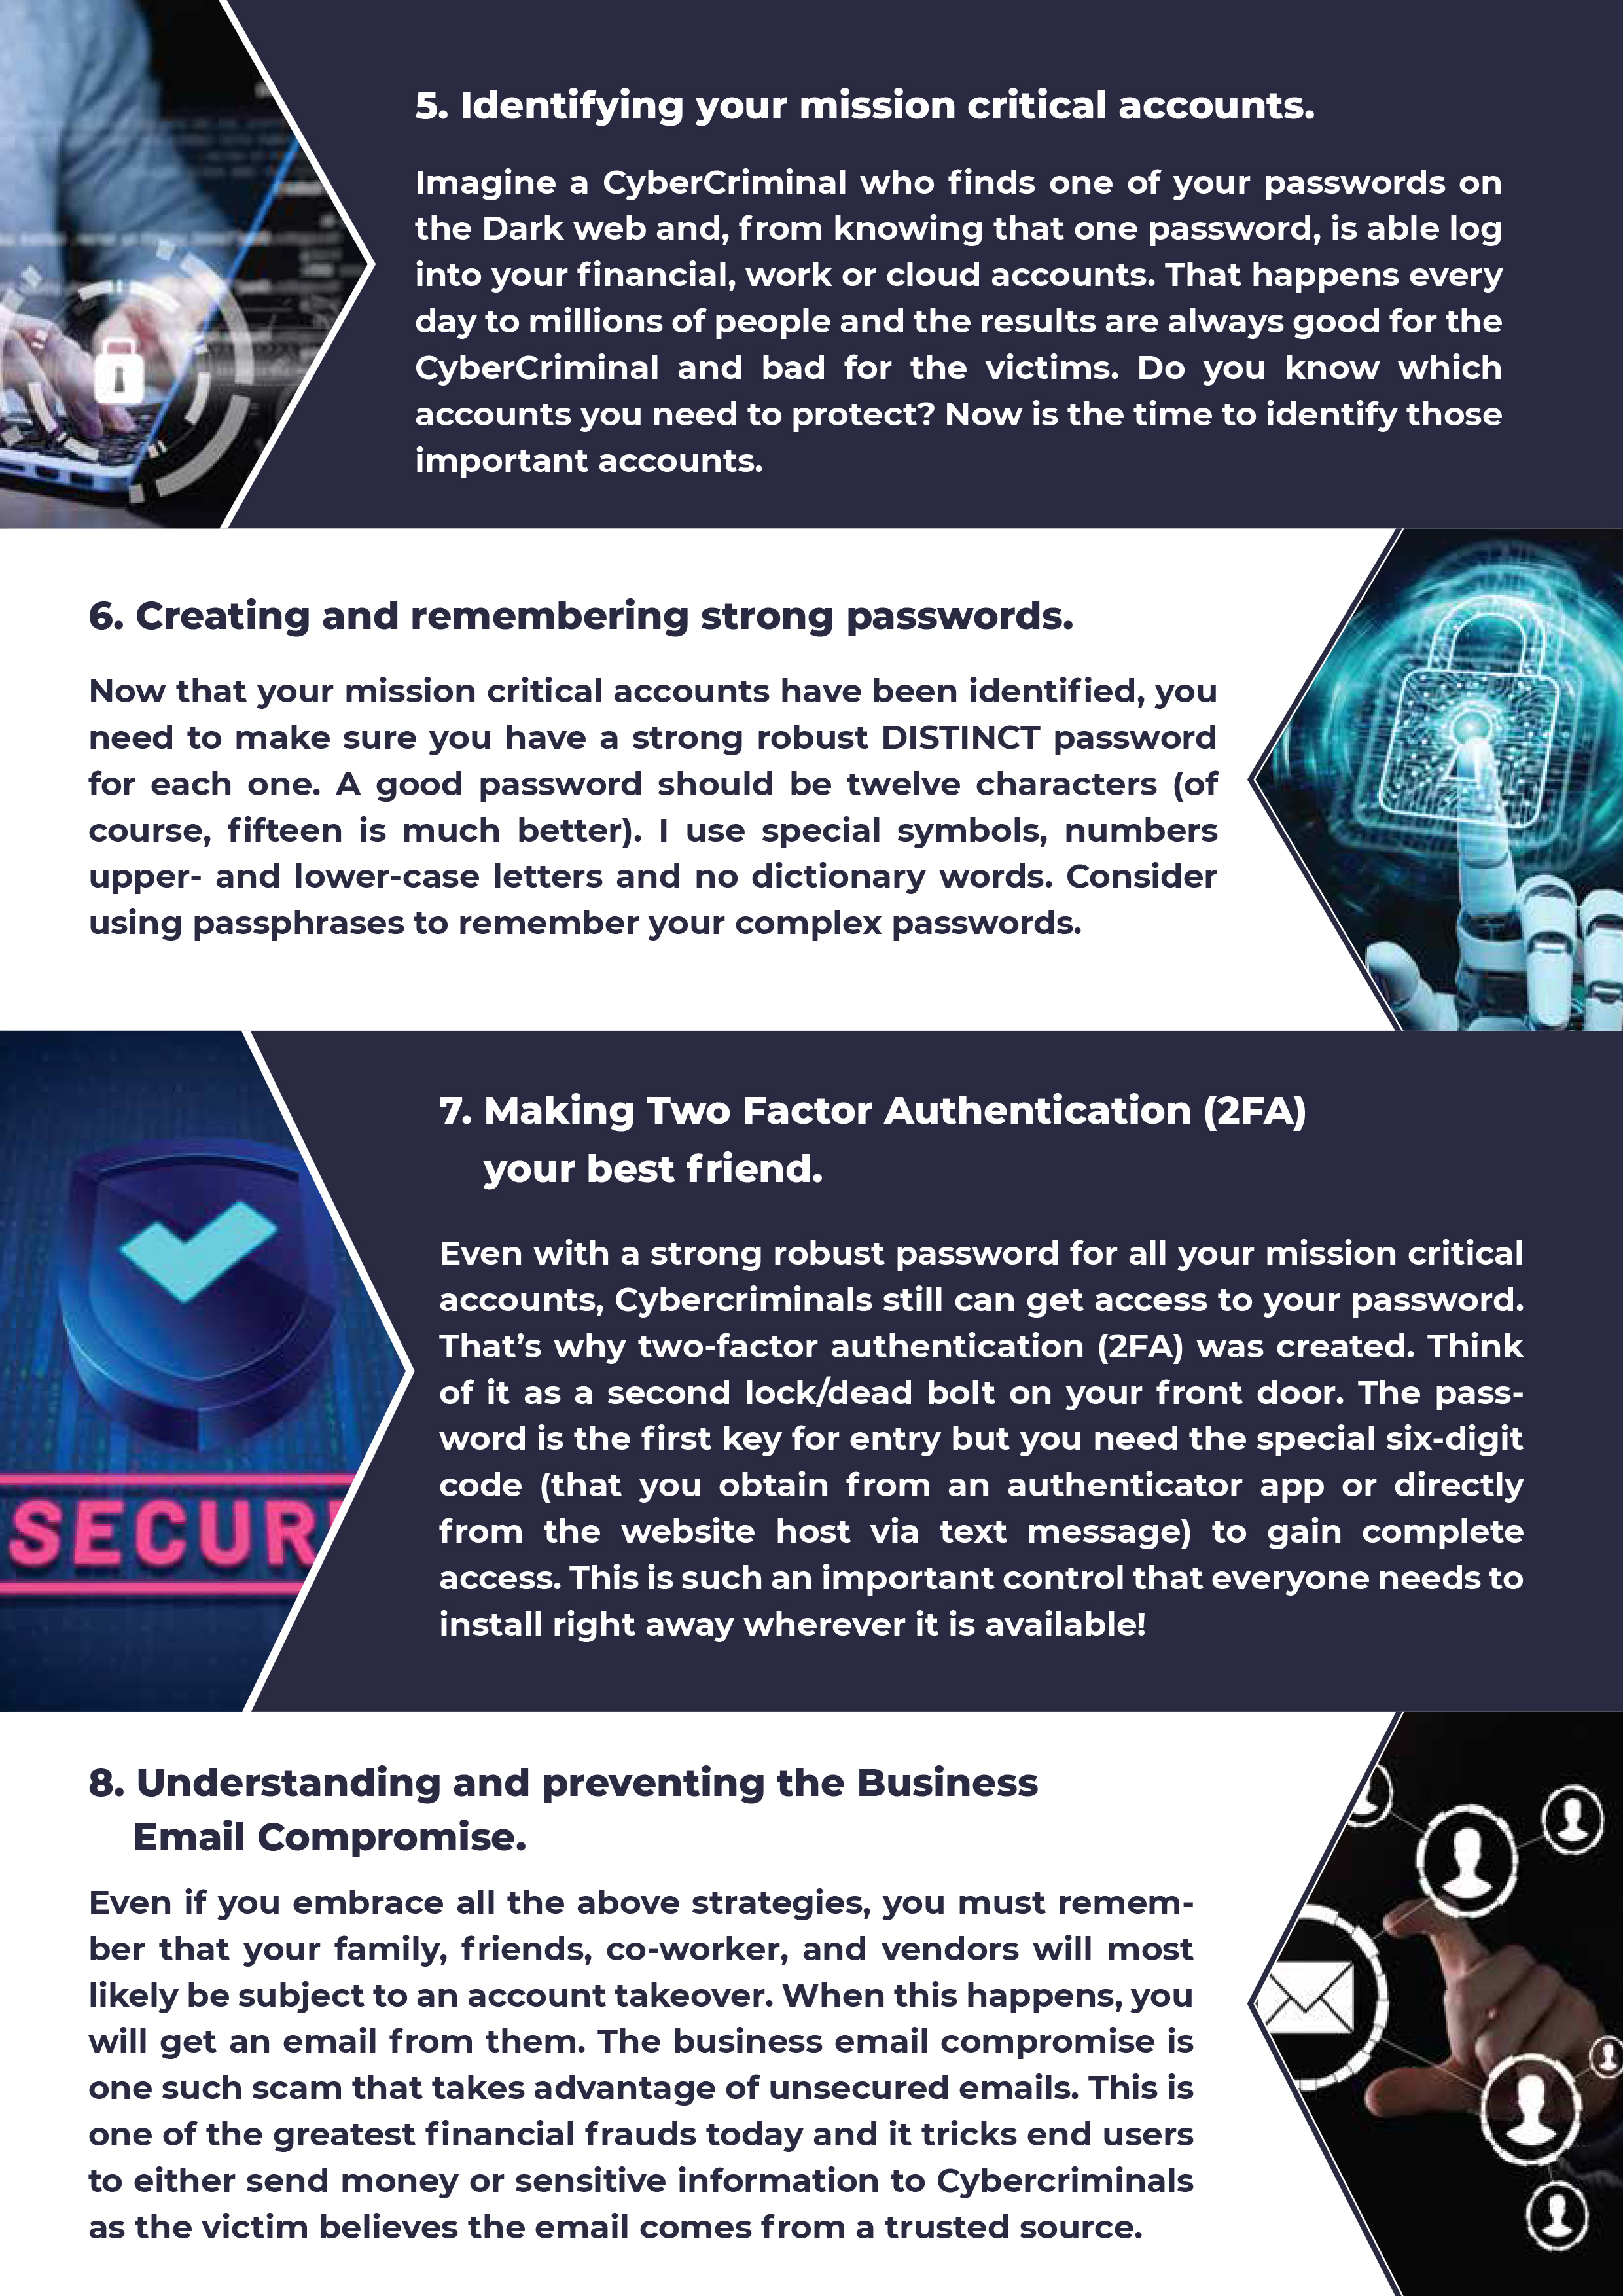 5. Identifying your mission critical accounts.
Imagine a CyberCriminal who finds one of your passwords on
the Dark web and, from knowing that one password, is able log
into your financial, work or cloud accounts. That happens every
day to millions of people and the results are always good for the
CyberCriminal and bad for the victims. Do you know which
accounts you need to protect? Now is the time to identify those
important accounts.
6. Creating and remembering strong passwords.
Now that your mission critical accounts have been identified, you
need to make sure you have a strong robust DISTINCT password
for each one. A good password should be twelve characters (of
course, fifteen is much better). I use special symbols, numbers
upper- and lower-case letters and no dictionary words. Consider
using passphrases to remember your complex passwords.
7. Making Two Factor Authentication (2FA)
your best friend.
Even with a strong robust password for all your mission critical
accounts, Cybercriminals still can get access to your password.
That’s why two-factor authentication (2FA) was created. Think
of it as a second lock/dead bolt on your front door. The pass-
word is the first key for entry but you need the special six-digit
code (that you obtain from an authenticator app or directly
from the website host via text message) to gain complete
access. This is such an important control that everyone needs to
install right away wherever it is available!
SECUR
8. Understanding and preventing the Business
Email Compromise.
Even if you embrace all the above strategies, you must remem-
ber that your family, friends, co-worker, and vendors will most
likely be subject to an account takeover. When this happens, you
will get an email from them. The business email compromise is
one such scam that takes advantage of unsecured emails. This is
one of the greatest financial frauds today and it tricks end users
to either send money or sensitive information to Cybercriminals
as the victim believes the email comes from a trusted source.